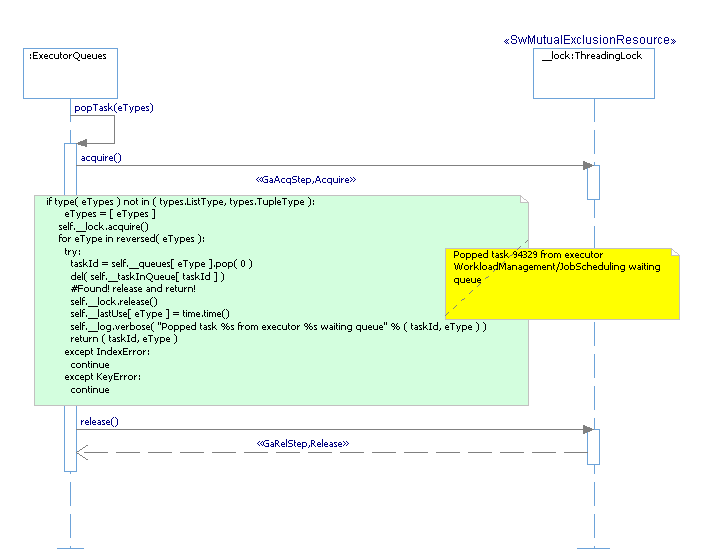 «SwMutualExclusionResource»
:ExecutorQueues
__lock:ThreadingLock
popTask(eTypes)
acquire()
«GaAcqStep,Acquire»
if type( eTypes ) not in ( types.ListType, types.TupleType ):
eTypes = [ eTypes ]
self.__lock.acquire()
for eType in reversed( eTypes ):
try:
taskId = self.__queues[ eType ].pop( 0 )
del( self.__taskInQueue[ taskId ] )
#Found! release and return!
self.__lock.release()
self.__lastUse[ eType ] = time.time()
self.__log.verbose( "Popped task %s from executor %s waiting queue" % ( taskId, eType ) )
return ( taskId, eType )
except IndexError:
continue
except KeyError:
continue
Popped task 94329 from executor
WorkloadManagement/JobScheduling waiting
queue
release()
«GaRelStep,Release»